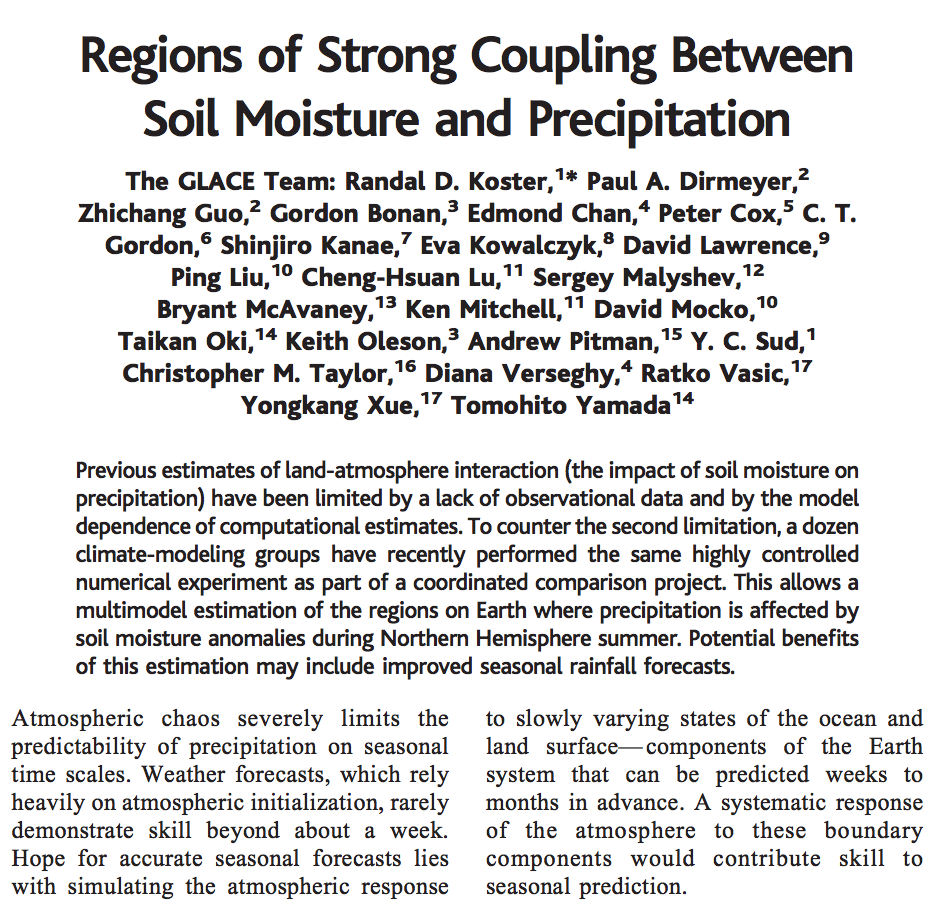 Regions of Strong Coupling Between
Soil Moisture and Precipitation
The GLACE Team: Randal D. Koster,1* Paul A. Dirmeyer,2
Zhichang Guo,2 Gordon Bonan,3 Edmond Chan,4 Peter Cox,5 C. T.
Gordon,6 Shinjiro Kanae,7 Eva Kowalczyk,8 David Lawrence,9
Ping Liu,10 Cheng-Hsuan Lu,11 Sergey Malyshev,12
Bryant McAvaney,13 Ken Mitchell,11 David Mocko,10
Taikan Oki,14 Keith Oleson,3 Andrew Pitman,15 Y. C. Sud,1
Christopher M. Taylor,16 Diana Verseghy,4 Ratko Vasic,17
Yongkang Xue,17 Tomohito Yamada14
Previous estimates of land-atmosphere interaction (the impact of soil moisture on
precipitation) have been limited by a lack of observational data and by the model
dependence of computational estimates. To counter the second limitation, a dozen
climate-modeling groups have recently performed the same highly controlled
numerical experiment as part of a coordinated comparison project. This allows a
multimodel estimation of the regions on Earth where precipitation is affected by
soil moisture anomalies during Northern Hemisphere summer. Potential benefits
of this estimation may include improved seasonal rainfall forecasts.
Atmospheric chaos severely limits the
predictability of precipitation on seasonal
time scales. Weather forecasts, which rely
heavily on atmospheric initialization, rarely
demonstrate skill beyond about a week.
Hope for accurate seasonal forecasts lies
with simulating the atmospheric response
to slowly varying states of the ocean and
land surface—components of the Earth
system that can be predicted weeks to
months in advance. A systematic response
of the atmosphere to these boundary
components would contribute skill to
seasonal prediction.